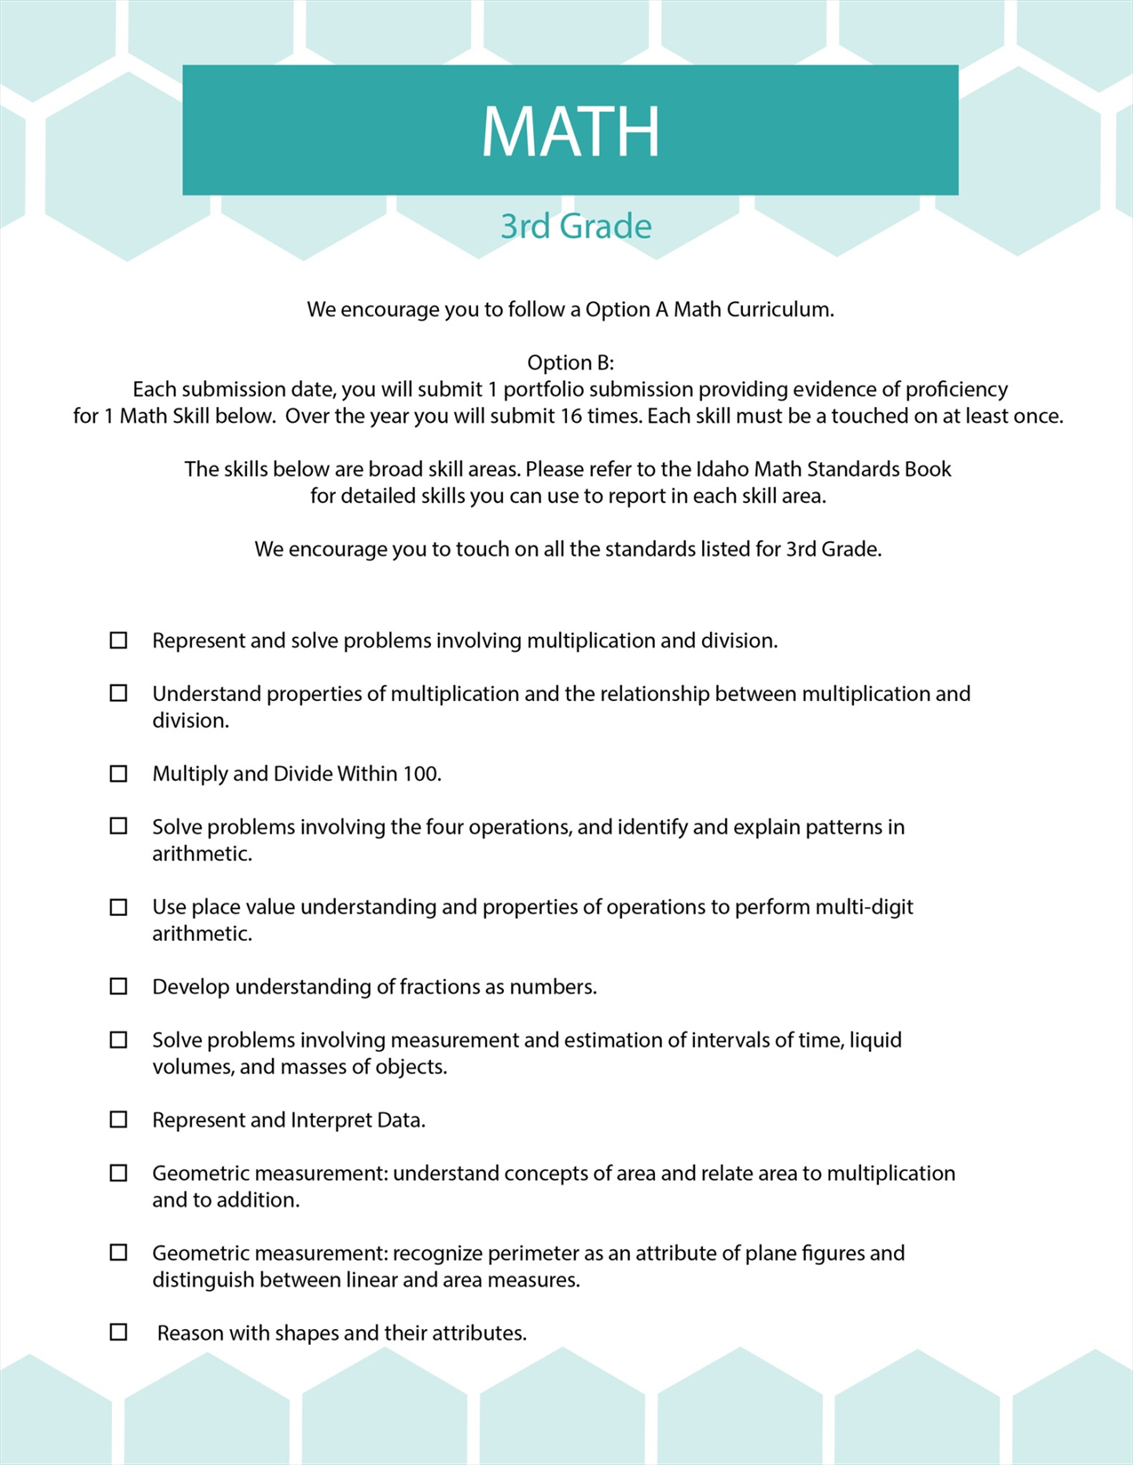 MATH
3rd Grade
We encourage you to follow a Option A Math Curriculum.
Option B:
Each submission date, you will submit 1 portfolio submission providing evidence of proficiency
for 1 Math Skill below.  Over the year you will submit 16 times. Each skill must be a touched on at least once.
The skills below are broad skill areas. Please refer to the Idaho Math Standards Book
for detailed skills you can use to report in each skill area.
We encourage you to touch on all the standards listed for 3rd Grade.
Represent and solve problems involving multiplication and division.
Understand properties of multiplication and the relationship between multiplication and
division.
Multiply and Divide Within 100.
Solve problems involving the four operations, and identify and explain patterns in
arithmetic.
Use place value understanding and properties of operations to perform multi-digit
arithmetic.
Develop understanding of fractions as numbers.
Solve problems involving measurement and estimation of intervals of time, liquid
volumes, and masses of objects.
Represent and Interpret Data.
Geometric measurement: understand concepts of area and relate area to multiplication
and to addition.
Geometric measurement: recognize perimeter as an attribute of plane figures and
distinguish between linear and area measures.
Reason with shapes and their attributes.